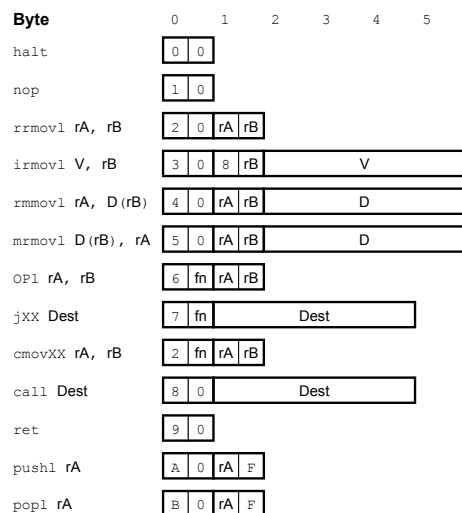 Byte 0 1 2 3 4 5
halt 0 0
nop 1 0
rrmovl rA, rB 2 0 rA rB
irmovl V, rB 3 0 8 rB V
rmmovl rA, D(rB) 4 0 rA rB D
mrmovl D(rB), rA 5 0 rA rB D
OPl rA, rB 6 fn rA rB
jXX Dest 7 fn Dest
cmovXX rA, rB 2 fn rA rB
call Dest 8 0 Dest
ret 9 0
pushl rA A 0 rA F
popl rA B 0 rA F